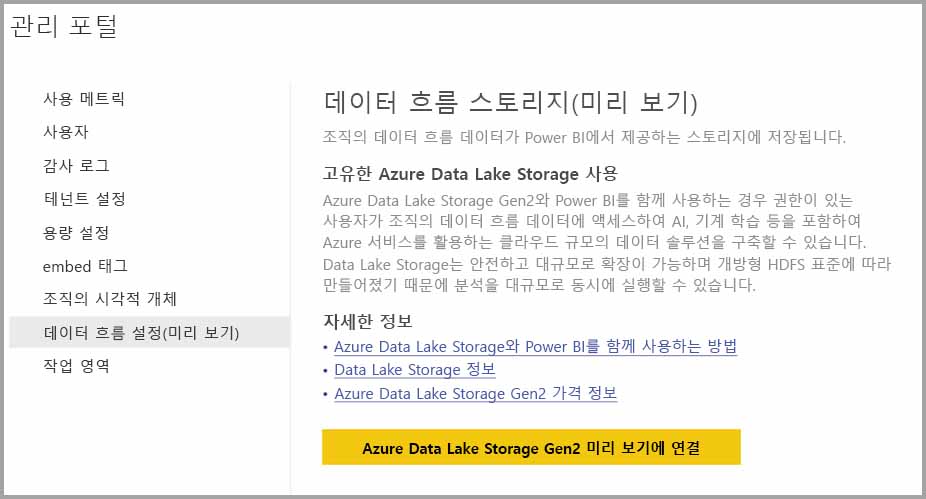 관리 포털
사용 메트릭
사용자
감사 로그
테넌트 설정
용량 설정
embed 태그
조직의 시각적 개체
데이터 흐름 설정(미리 보기)
작업 영역
데이터 흐름 스토리지(미리 보기)
조직의 데이터 흐름 데이터가 Power BI에서 제공하는 스토리지에 저장됩니다.
고유한 Azure Data Lake Storage 사용
Azure Data Lake Storage Gen2와 Power BI를 함께 사용하는 경우 권한이 있는
사용자가 조직의 데이터 흐름 데이터에 액세스하여 AI, 기계 학습 등을 포함하여
Azure 서비스를 활용하는 클라우드 규모의 데이터 솔루션을 구축할 수 있습니다.
Data Lake Storage는 안전하고 대규모로 확장이 가능하며 개방형 HDFS 표준에 따라
만들어졌기 때문에 분석을 대규모로 동시에 실행할 수 있습니다.
자세한 정보
• Azure Data Lake Storage와 Power BI를 함께 사용하는 방법
• Data Lake Storage 정보
• Azure Data Lake Storage Gen2 가격 정보
Azure Data Lake Storage Gen2 미리 보기에 연결